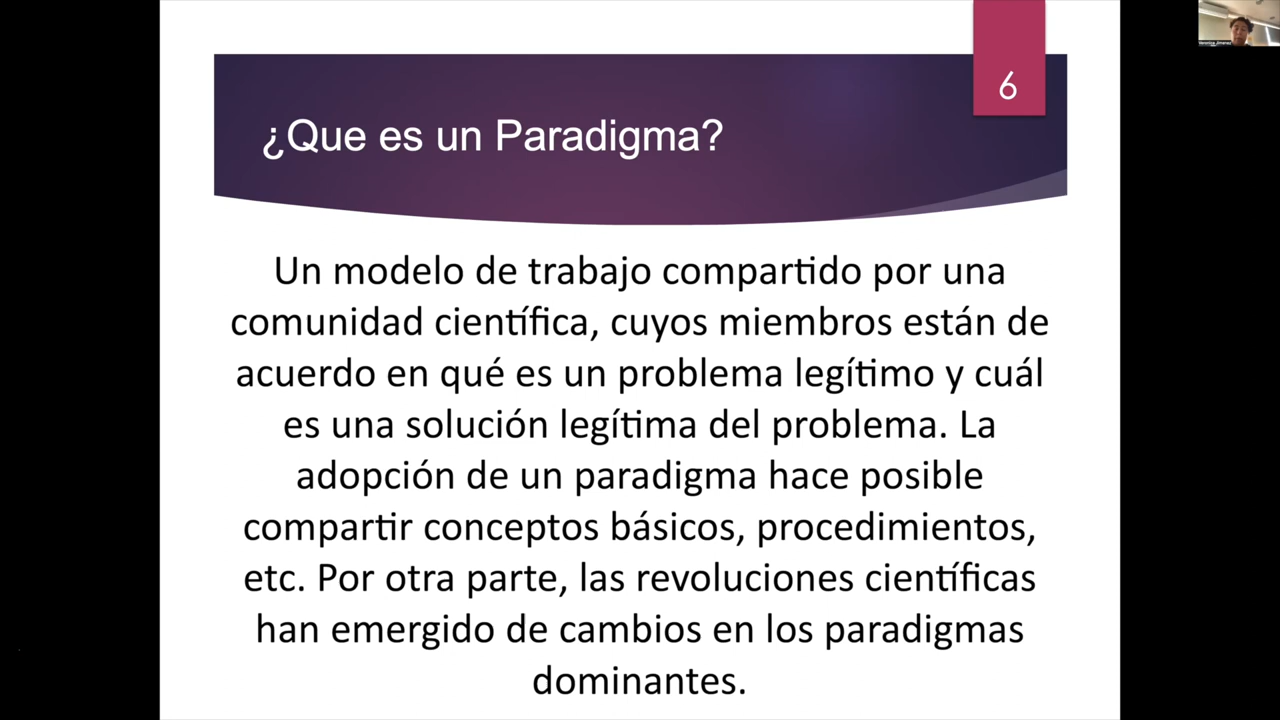 6
¿Que es un Paradigma?
Un modelo de trabajo compartido por una
comunidad científica, cuyos miembros están de
acuerdo en qué es un problema legítimo y cuál
es una solución legítima del problema. La
adopción de un paradigma hace posible
compartir conceptos básicos, procedimientos,
etc. Por otra parte, las revoluciones científicas
han emergido de cambios en los paradigmas
dominantes.